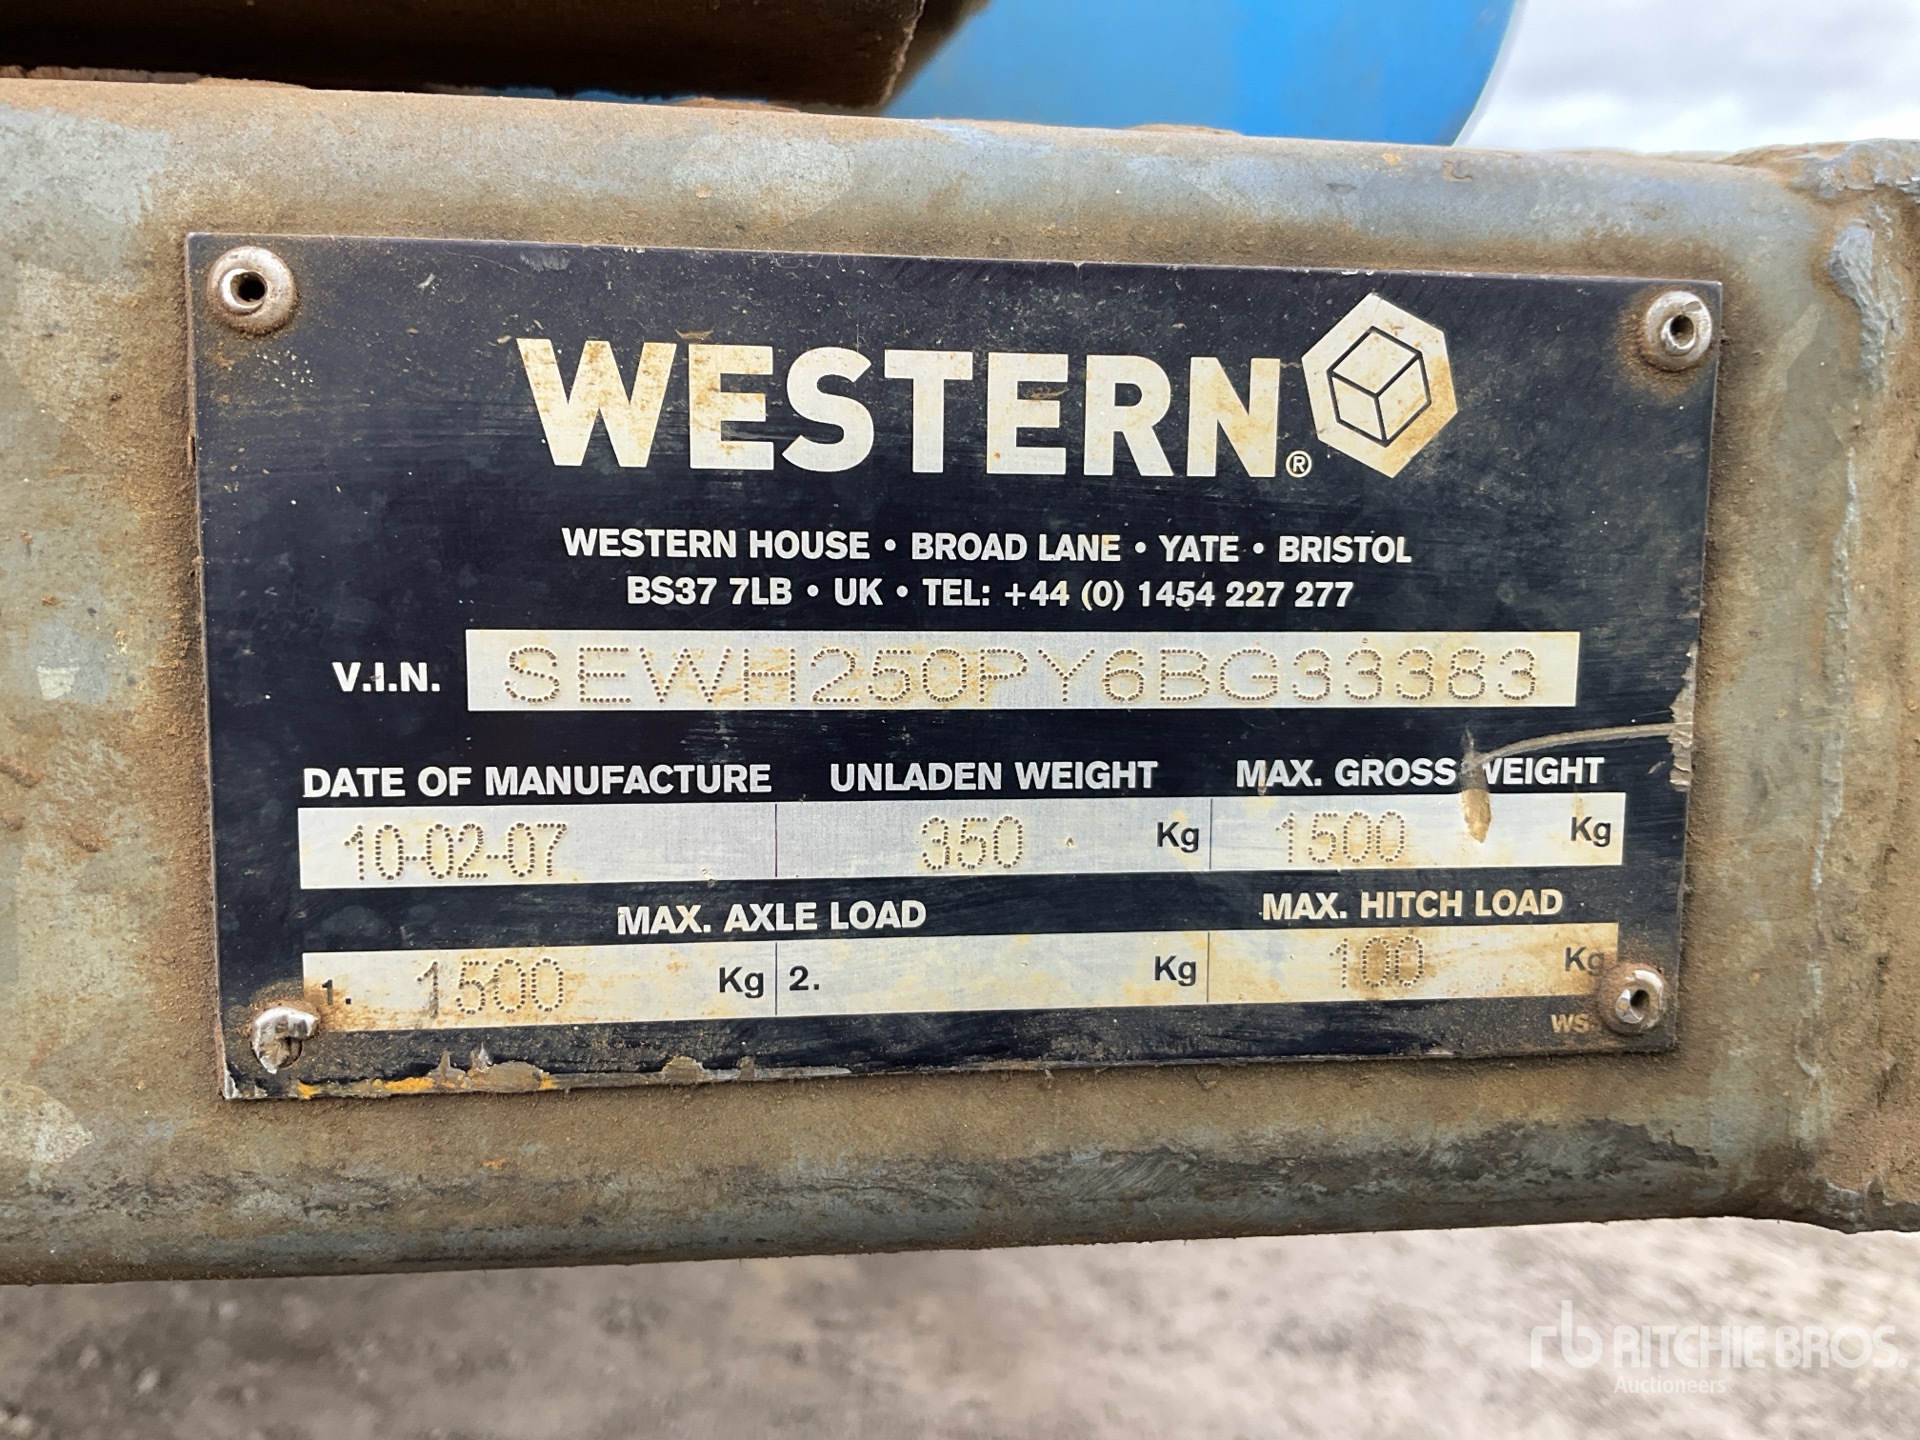 WESTERN®
WESTERN HOUSE • BROAD LANE • YATE • BRISTOL
BS37 7LB • UK • TEL: +44 (0) 1454 227 277
V.I.N. SEWH250PY6BG33383
DATE OF MANUFACTURE UNLADEN WEIGHT MAX. GROSS WEIGHT
10-02-07 350 Kg 1500 Kg
MAX. AXLE LOAD MAX. HITCH LOAD
1. 1500 Kg 2. Kg 100 Kg
WS
rb RITCHIE BROS.
Auctioneers